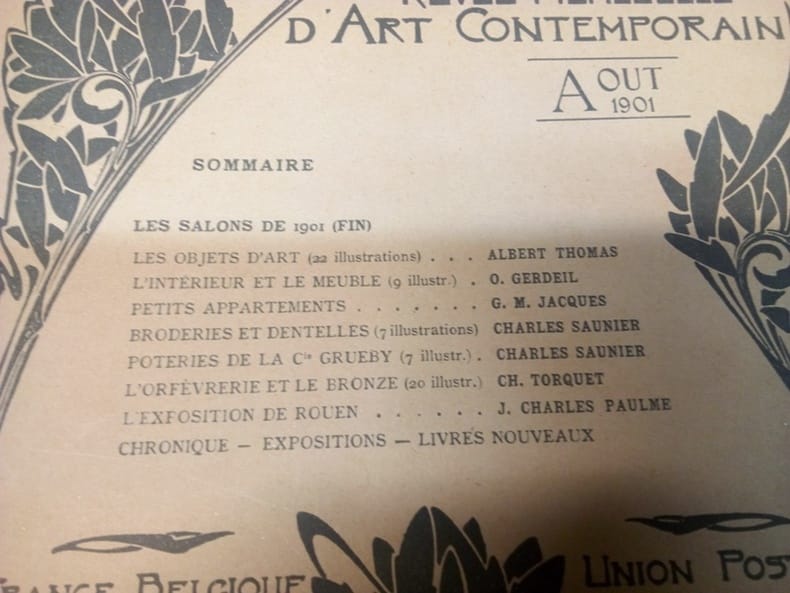 D'ART CONTEMPORAIN
AOUT
1901
SOMMAIRE
LES SALONS DE 1901 (FIN)
LES OBJETS D'ART (22 illustrations) . . . ALBERT THOMAS
L'INTÉRIEUR ET LE MEUBLE (9 illustr.) . O. GERDEIL
PETITS APPARTEMENTS . . . . . . . G. M. JACQUES
BRODERIES ET DENTELLES (7 illustrations) CHARLES SAUNIER
POTERIES DE LA Cie GRUEBY (7 illustr.) . CHARLES SAUNIER
L'ORFÈVRERIE ET LE BRONZE (20 illustr.) CH. TORQUET
L'EXPOSITION DE ROUEN . . . . . . J. CHARLES PAULME
CHRONIQUE — EXPOSITIONS — LIVRES NOUVEAUX
FRANCE BELGIQUE UNION POST